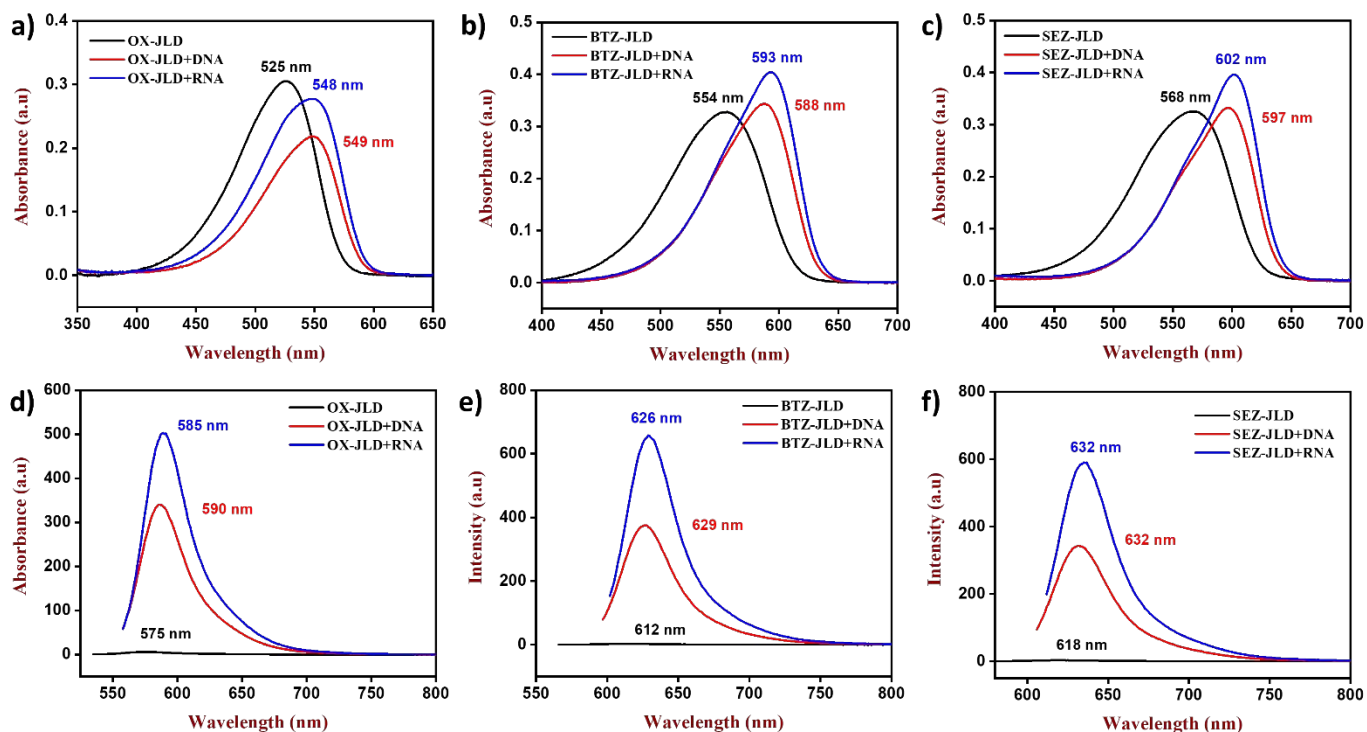 a)
0.4
0.3
0.2
0.1
0.0
Absorbance (a.u)
OX-JLD
OX-JLD+DNA
OX-JLD+RNA
525 nm
548 nm
549 nm
350 400 450 500 550 600 650
Wavelength (nm)
b)
0.5
0.4
0.3
0.2
0.1
0.0
Absorbance (a.u)
BTZ-JLD
BTZ-JLD+DNA
BTZ-JLD+RNA
593 nm
554 nm
588 nm
400 450 500 550 600 650 700
Wavelength (nm)
c)
0.5
0.4
0.3
0.2
0.1
0.0
Absorbance (a.u)
SEZ-JLD
SEZ-JLD+DNA
SEZ-JLD+RNA
602 nm
568 nm
597 nm
400 450 500 550 600 650 700
Wavelength (nm)
d)
600
500
400
300
200
100
0
Absorbance (a.u)
OX-JLD
OX-JLD+DNA
OX-JLD+RNA
585 nm
590 nm
575 nm
550 600 650 700 750 800
Wavelength (nm)
e)
800
600
400
200
0
Intensity (a.u)
BTZ-JLD
BTZ-JLD+DNA
BTZ-JLD+RNA
626 nm
629 nm
612 nm
550 600 650 700 750 800
Wavelength (nm)
f)
800
600
400
200
0
Intensity (a.u)
SEZ-JLD
SEZ-JLD+DNA
SEZ-JLD+RNA
632 nm
632 nm
618 nm
600 650 700 750 800
Wavelength (nm)